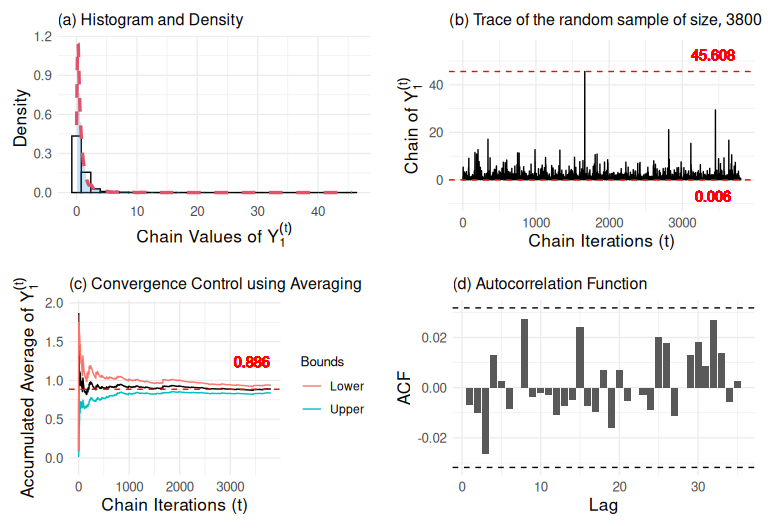 (a) Histogram and Density
1.2
0.9
0.6
0.3
0.0
Density
0 10 20 30 40
Chain Values of Y₁⁽ᵗ⁾
(b) Trace of the random sample of size, 3800
45.608
40
20
0
0.006
Chain of Y₁⁽ᵗ⁾
0 1000 2000 3000
Chain Iterations (t)
(c) Convergence Control using Averaging
2.0
1.5
1.0
0.5
0.0
Accumulated Average of Y₁⁽ᵗ⁾
0.886
0 1000 2000 3000
Chain Iterations (t)
Bounds
Lower
Upper
(d) Autocorrelation Function
0.02
0.00
-0.02
ACF
0 10 20 30
Lag